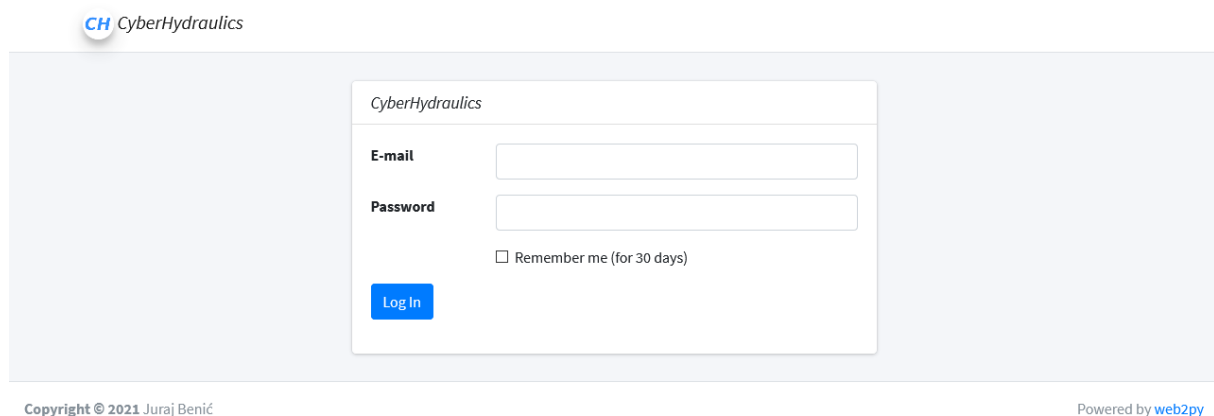 CH CyberHydraulics
CyberHydraulics
E-mail
Password
Remember me (for 30 days)
Log In
Copyright © 2021 Juraj Benić
Powered by web2py